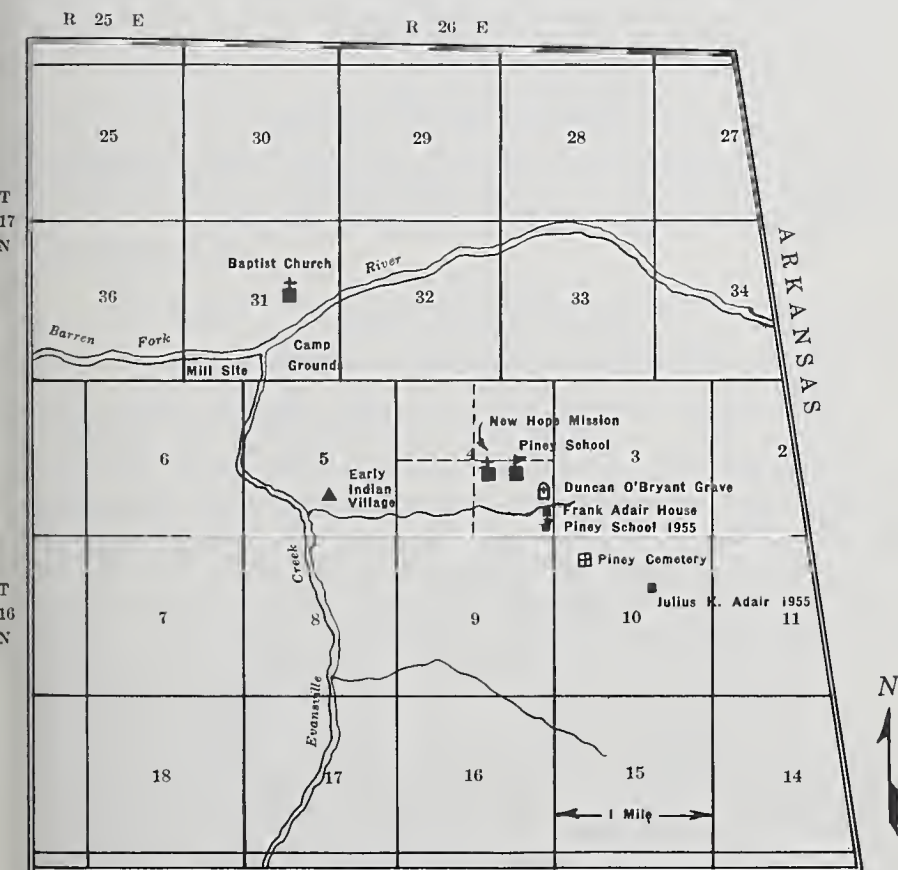 R 25 E
R 26 E
25
30
29
28
27
T
17
N
ARKANSAS
Baptist Church
River
36
31
32
33
34
Barren
Fork
Camp
Ground
Mill Site
New Hope Mission
4
Piney School
6
5
3
2
Early
Indian
Village
Duncan O'Bryant Grave
Frank Adair House
Piney School 1955
Creek
Piney Cemetery
T
16
N
Julius K. Adair 1955
7
8
9
10
11
Evansville
N
18
17
16
15
14
1 Mile